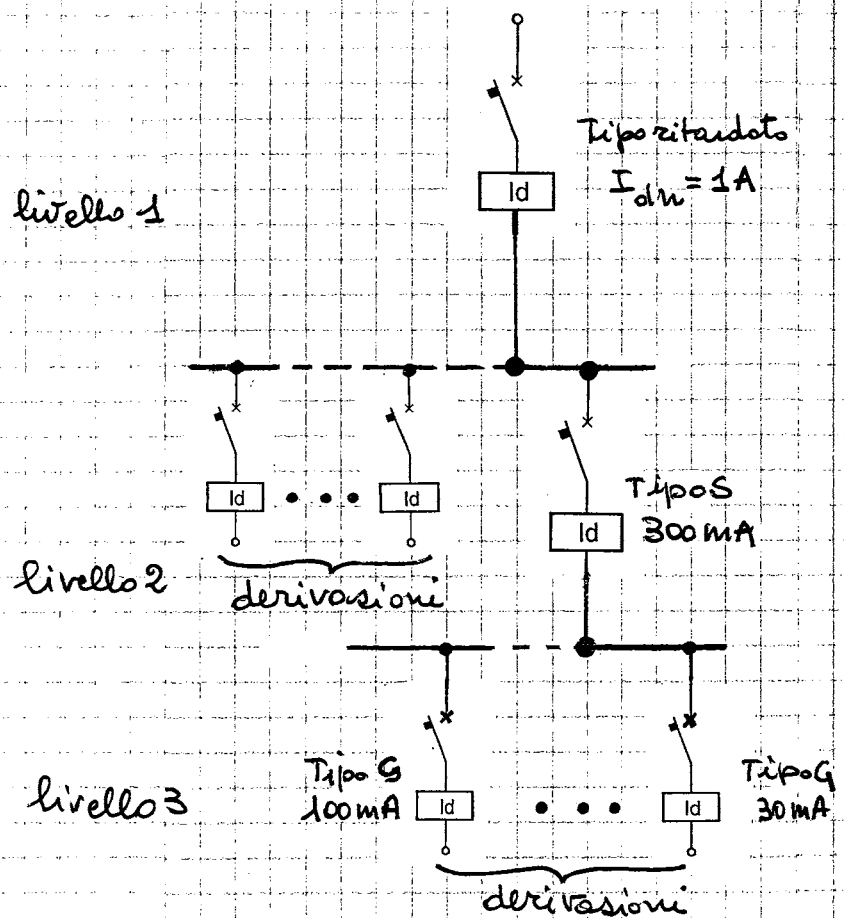 Tipo ritardato
I_dn = 1A
Id
livello 1
Id
Id
Tipo S
300 mA
Id
livello 2
derivazioni
Tipo G
100 mA
Id
Tipo G
30 mA
Id
livello 3
derivazioni